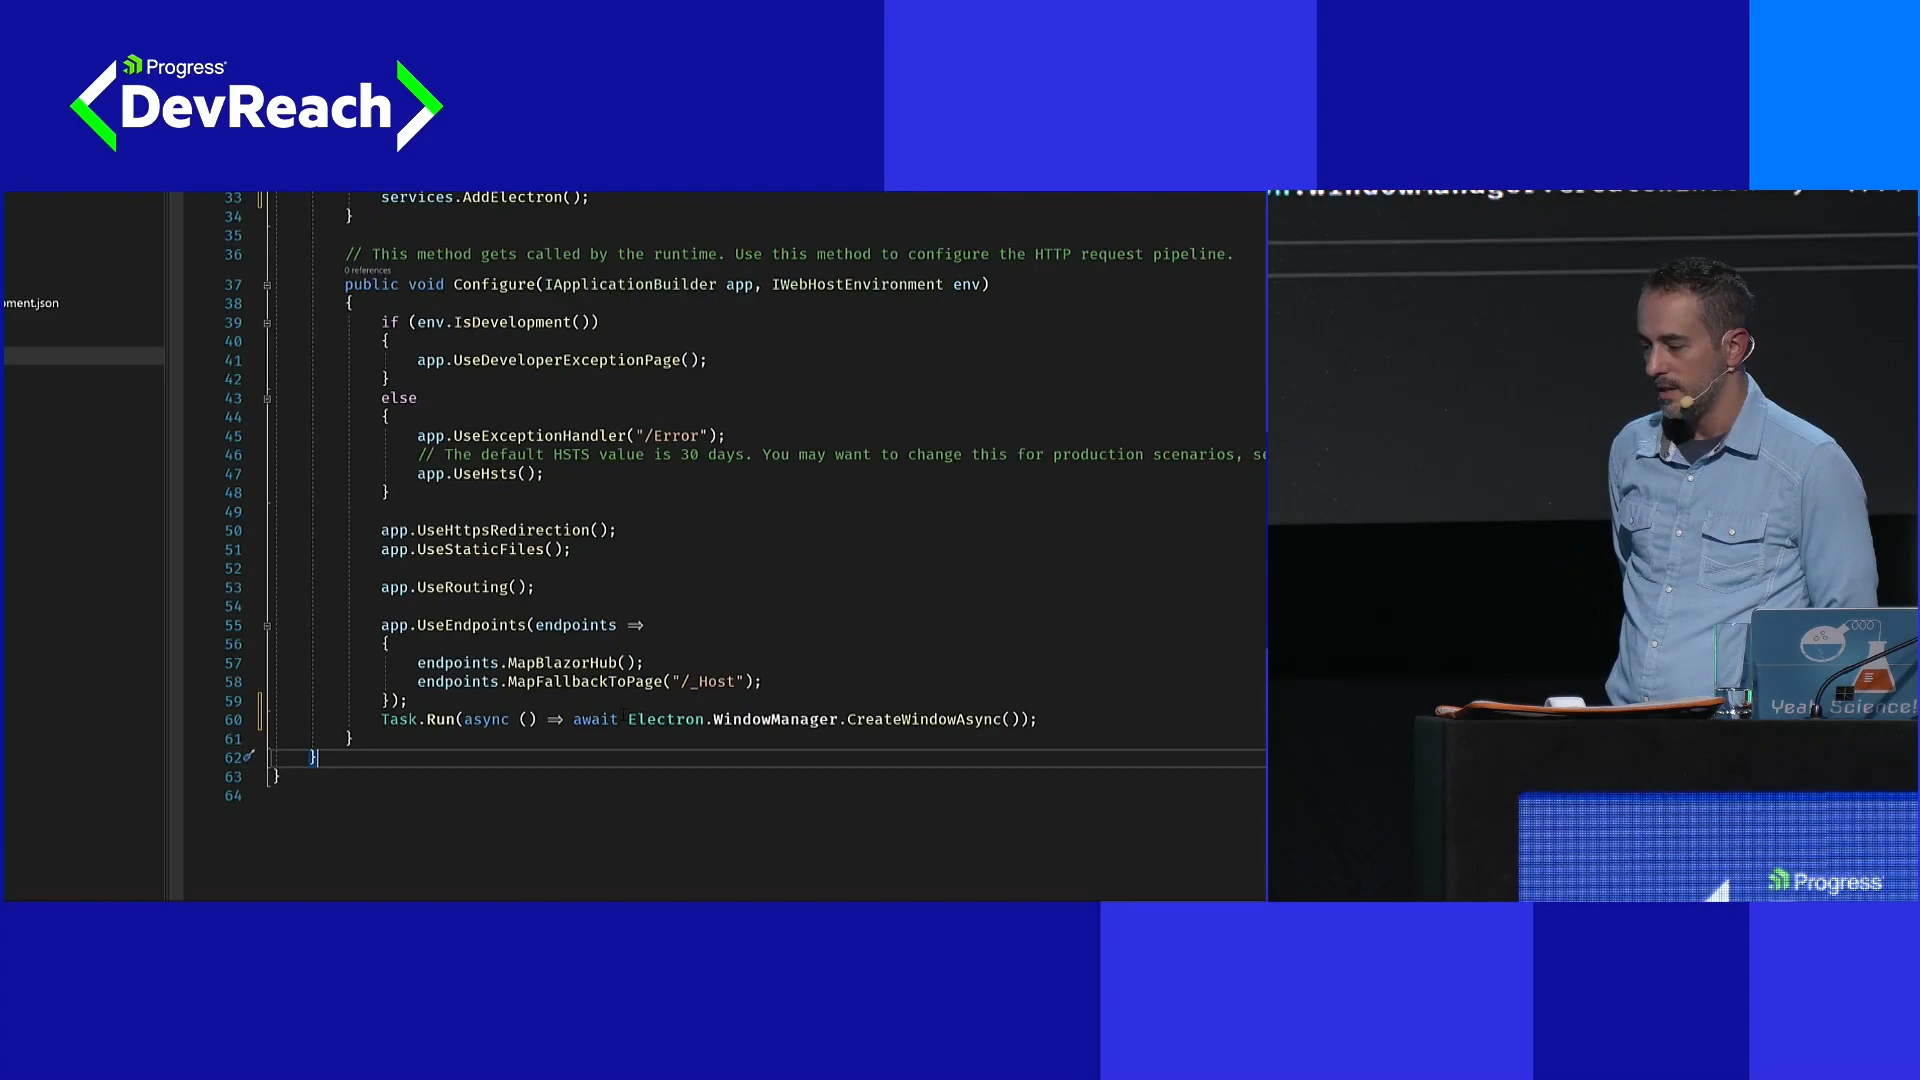 Progress
DevReach
33 services.AddElectron();
34 }
35
36 // This method gets called by the runtime. Use this method to configure the HTTP request pipeline.
0 references
37 public void Configure(IApplicationBuilder app, IWebHostEnvironment env)
38 {
ment.json
39 if (env.IsDevelopment())
40 {
41 app.UseDeveloperExceptionPage();
42 }
43 else
44 {
45 app.UseExceptionHandler("/Error");
46 // The default HSTS value is 30 days. You may want to change this for production scenarios, se
47 app.UseHsts();
48 }
49
50 app.UseHttpsRedirection();
51 app.UseStaticFiles();
52
53 app.UseRouting();
54
55 app.UseEndpoints(endpoints =>
56 {
57 endpoints.MapBlazorHub();
58 endpoints.MapFallbackToPage("/_Host");
59 });
60 Task.Run(async () => await Electron.WindowManager.CreateWindowAsync());
61 }
62 }
63 }
64
Yeah Science!
Progress